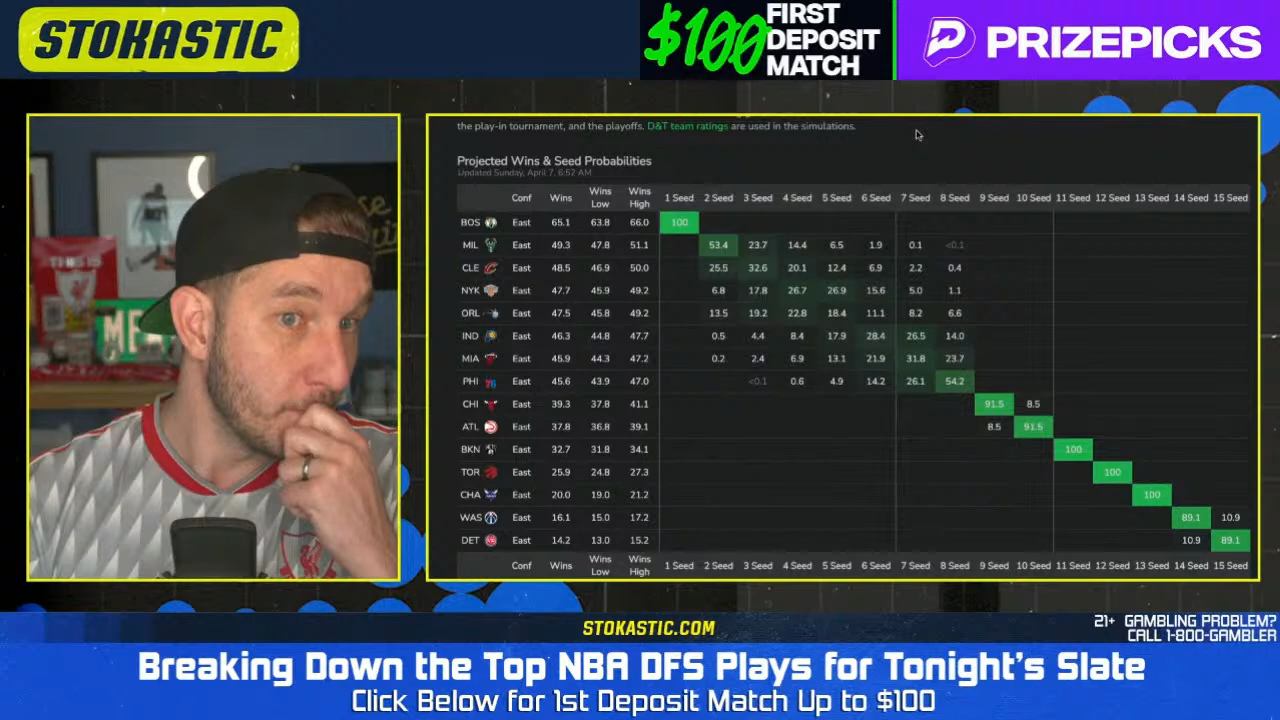 STOKASTIC
$100 FIRST
DEPOSIT
MATCH
PRIZEPICKS
the play-in tournament, and the playoffs. D&T team ratings are used in the simulations.
Projected Wins & Seed Probabilities
Updated Sunday, April 7, 6:52 AM
Conf Wins Wins Low Wins High 1 Seed 2 Seed 3 Seed 4 Seed 5 Seed 6 Seed 7 Seed 8 Seed 9 Seed 10 Seed 11 Seed 12 Seed 13 Seed 14 Seed 15 Seed
BOS East 65.1 63.8 66.0 100
MIL East 49.3 47.8 51.1 53.4 23.7 14.4 6.5 1.9 0.1 <0.1
CLE East 48.5 46.9 50.0 25.5 32.6 20.1 12.4 6.9 2.2 0.4
NYK East 47.7 45.9 49.2 6.8 17.8 26.7 26.9 15.6 5.0 1.1
ORL East 47.5 45.8 49.2 13.5 19.2 22.8 18.4 11.1 8.2 6.6
IND East 46.3 44.8 47.7 0.5 4.4 8.4 17.9 28.4 26.5 14.0
MIA East 45.9 44.3 47.2 0.2 2.4 6.9 13.1 21.9 31.8 23.7
PHI East 45.6 43.9 47.0 <0.1 0.6 4.9 14.2 26.1 54.2
CHI East 39.3 37.8 41.1 91.5 8.5
ATL East 37.8 36.8 39.1 8.5 91.5
BKN East 32.7 31.8 34.1 100
TOR East 25.9 24.8 27.3 100
CHA East 20.0 19.0 21.2 100
WAS East 16.1 15.0 17.2 89.1 10.9
DET East 14.2 13.0 15.2 10.9 89.1
Conf Wins Wins Low Wins High 1 Seed 2 Seed 3 Seed 4 Seed 5 Seed 6 Seed 7 Seed 8 Seed 9 Seed 10 Seed 11 Seed 12 Seed 13 Seed 14 Seed 15 Seed
THIS IS
STOKASTIC.COM
21+ GAMBLING PROBLEM?
CALL 1-800-GAMBLER
Breaking Down the Top NBA DFS Plays for Tonight's Slate
Click Below for 1st Deposit Match Up to $100